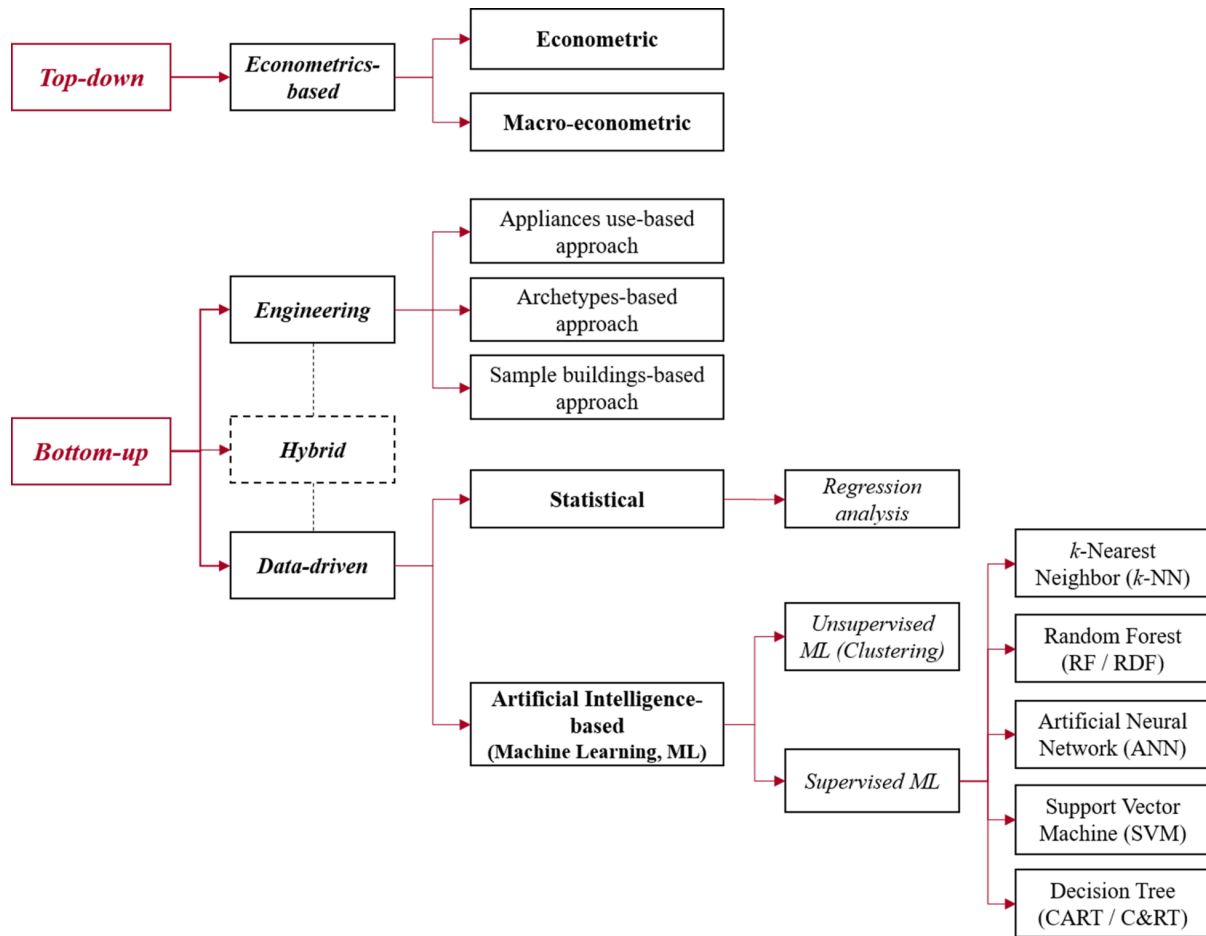 Top-down
Econometrics-
based
Econometric
Macro-econometric
Bottom-up
Engineering
Appliances use-based
approach
Archetypes-based
approach
Sample buildings-based
approach
Hybrid
Data-driven
Statistical
Regression
analysis
Artificial Intelligence-
based
(Machine Learning, ML)
Unsupervised
ML (Clustering)
Supervised ML
k-Nearest
Neighbor (k-NN)
Random Forest
(RF / RDF)
Artificial Neural
Network (ANN)
Support Vector
Machine (SVM)
Decision Tree
(CART / C&RT)